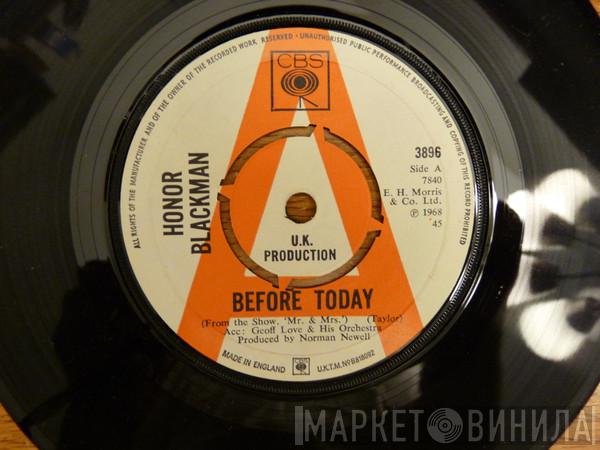 ALL RIGHTS OF THE MANUFACTURER AND OF THE OWNER OF THE RECORDED WORK RESERVED · UNAUTHORISED PUBLIC PERFORMANCE BROADCASTING AND COPYING OF THIS RECORD PROHIBITED
CBS
HONOR
BLACKMAN
3896
Side A
7840
E. H. Morris
& Co. Ltd.
℗ 1968
45
U.K.
PRODUCTION
BEFORE TODAY
(From the Show, 'Mr. & Mrs.') (Taylor)
Acc: Geoff Love & His Orchestra
Produced by Norman Newell
MADE IN ENGLAND
CBS
U.K.T.M. No B818092
МАРКЕТ ВИНИЛА